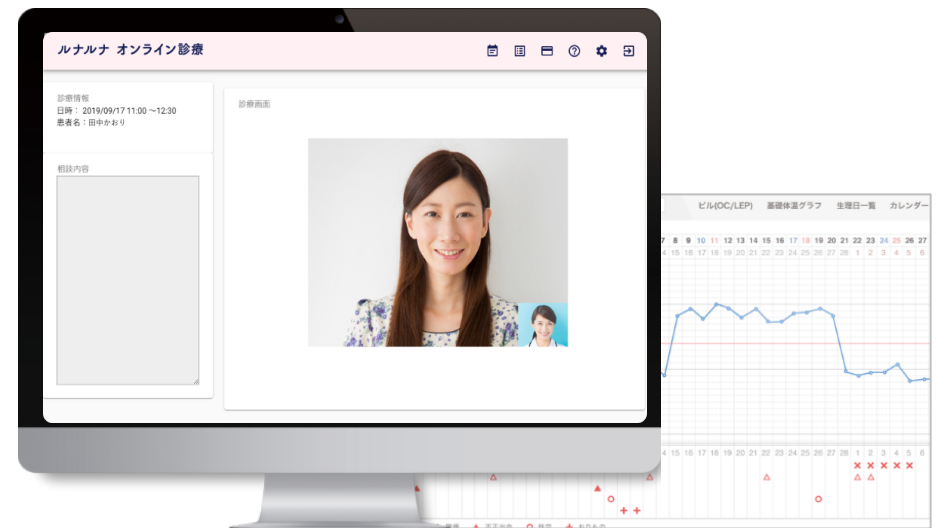 ルナルナ オンライン診療
診療情報
日時： 2019/09/17 11:00 ～12:30
患者名：田中かおり
相談内容
診療画面
ピル(OC/LEP) 基礎体温グラフ 生理日一覧 カレンダー
7 8 9 10 11 12 13 14 15 16 17 18 19 20 21 22 23 24 25 26 27
4 15 16 17 18 19 20 21 22 23 24 25 26 27 28 1 2 3 4 5 6
4 15 16 17 18 19 20 21 22 23 24 25 26 27 28 1 2 3 4 5 6